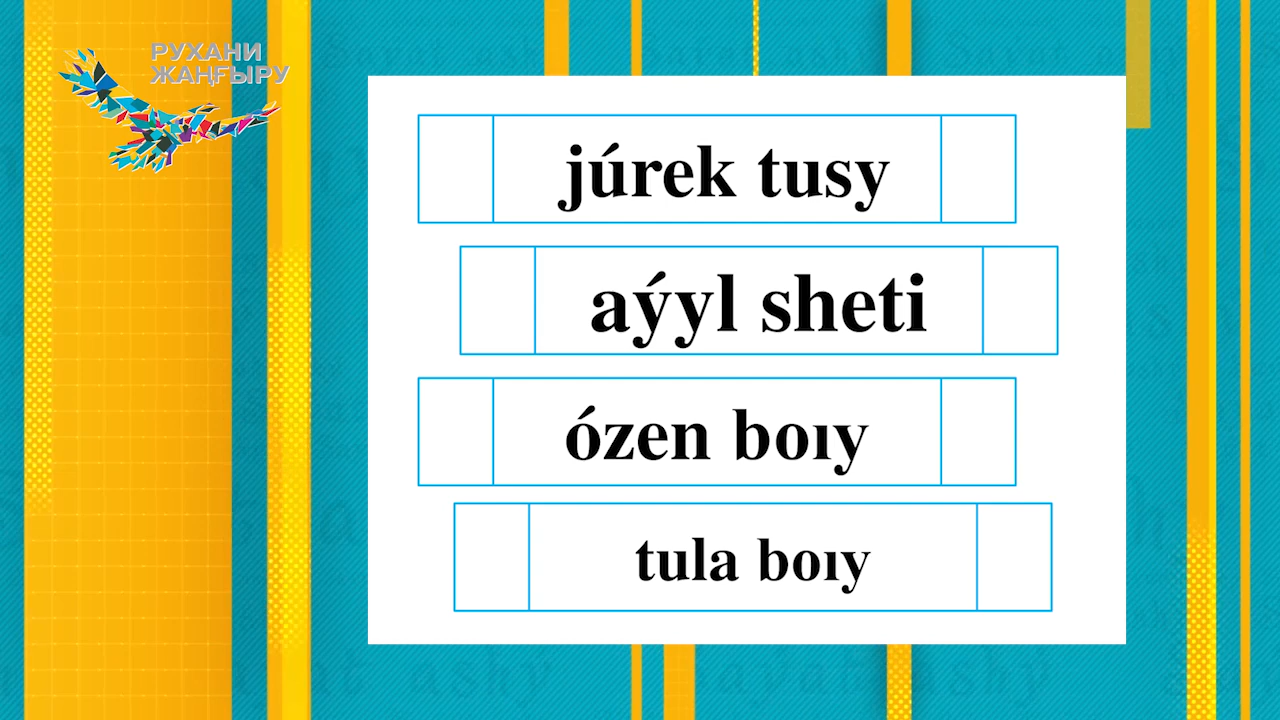 РУХАНИ
ЖАҢҒЫРУ
júrek tusy
aýyl sheti
ózen boıy
tula boıy